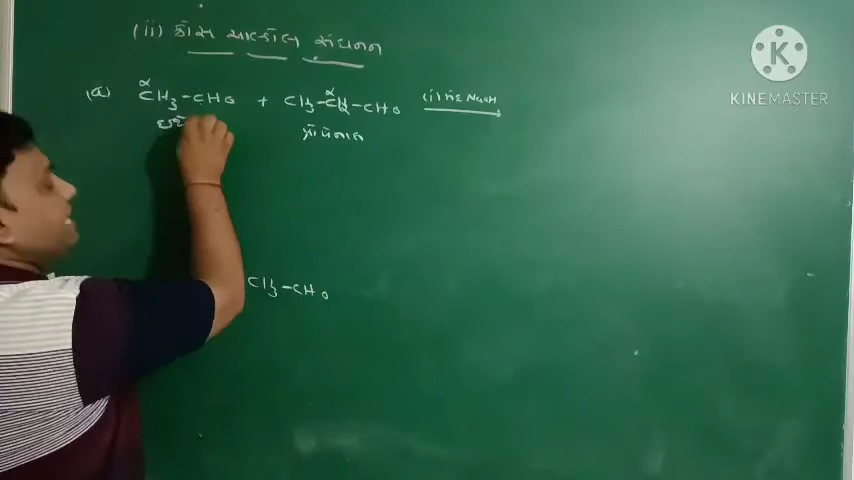 (ii) ક્રોસ આલ્ડોલ સંઘનન
(a) CH3-CHO + CH3-CH2-CHO મંદ NaOH
α α
પ્રોપેનાલ
CH3-CHO
K
KINEMASTER